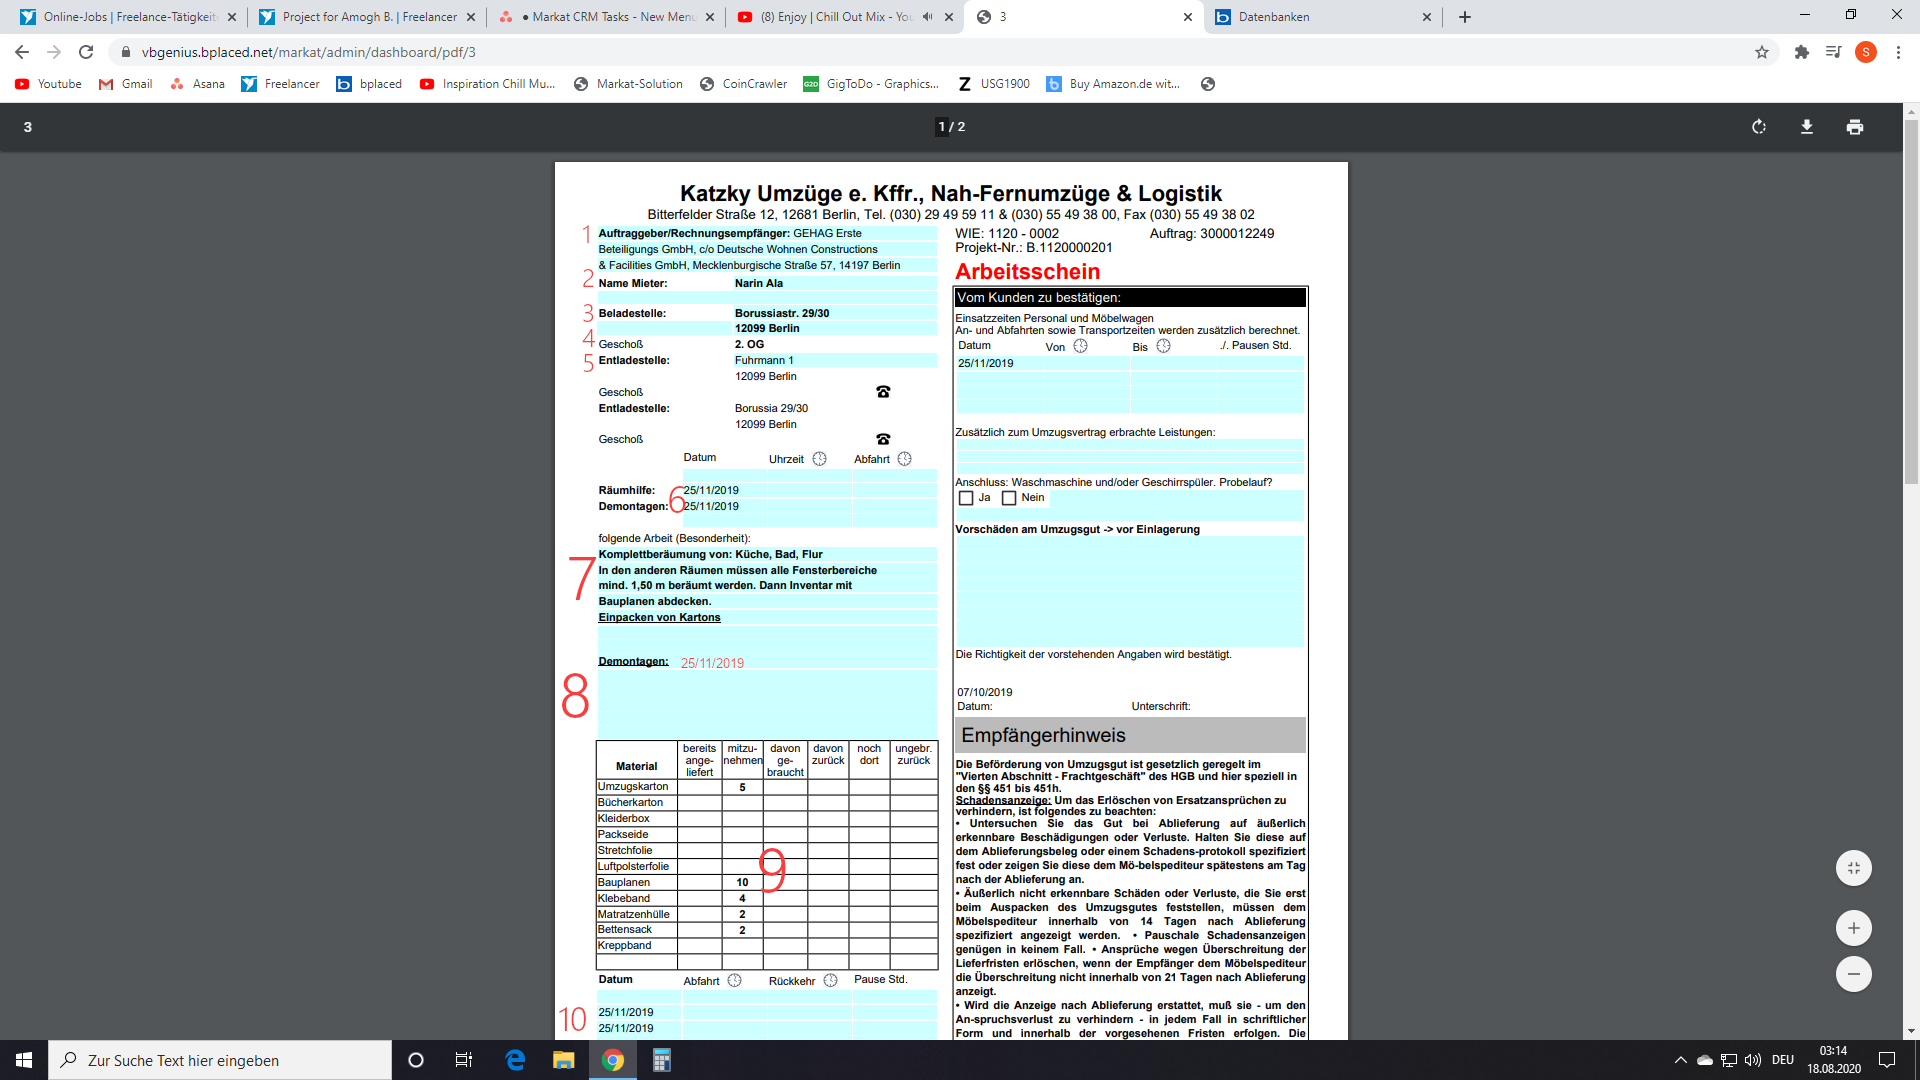 Online-Jobs | Freelance-Tätigkeit
Project for Amogh B. | Freelancer
● Markat CRM Tasks - New Menu
(8) Enjoy | Chill Out Mix - You
3
Datenbanken
vbgenius.bplaced.net/markat/admin/dashboard/pdf/3
S
Youtube
Gmail
Asana
Freelancer
bplaced
Inspiration Chill Mu...
Markat-Solution
CoinCrawler
GigToDo - Graphics...
USG1900
Buy Amazon.de wit...
3
1 / 2
Katzky Umzüge e. Kffr., Nah-Fernumzüge & Logistik
Bitterfelder Straße 12, 12681 Berlin, Tel. (030) 29 49 59 11 & (030) 55 49 38 00, Fax (030) 55 49 38 02
1 Auftraggeber/Rechnungsempfänger: GEHAG Erste
Beteiligungs GmbH, c/o Deutsche Wohnen Constructions
& Facilities GmbH, Mecklenburgische Straße 57, 14197 Berlin
2 Name Mieter: Narin Ala
3 Beladestelle: Borussiastr. 29/30
12099 Berlin
4 Geschoß 2. OG
5 Entladestelle: Fuhrmann 1
12099 Berlin
Geschoß
Entladestelle: Borussia 29/30
12099 Berlin
Geschoß
Datum Uhrzeit Abfahrt
Räumhilfe: 25/11/2019
6
Demontagen: 25/11/2019
folgende Arbeit (Besonderheit):
7
Komplettberäumung von: Küche, Bad, Flur
In den anderen Räumen müssen alle Fensterbereiche
mind. 1,50 m beräumt werden. Dann Inventar mit
Bauplanen abdecken.
Einpacken von Kartons
Demontagen: 25/11/2019
8
Material bereits ange-liefert mitzu-nehmen davon ge-braucht davon zurück noch dort ungebr. zurück
Umzugskarton 5
Bücherkarton
Kleiderbox
Packseide
Stretchfolie
Luftpolsterfolie
9
Bauplanen 10
Klebeband 4
Matratzenhülle 2
Bettensack 2
Kreppband
Datum Abfahrt Rückkehr Pause Std.
10
25/11/2019
25/11/2019
WIE: 1120 - 0002 Auftrag: 3000012249
Projekt-Nr.: B.1120000201
Arbeitsschein
Vom Kunden zu bestätigen:
Einsatzzeiten Personal und Möbelwagen
An- und Abfahrten sowie Transportzeiten werden zusätzlich berechnet.
Datum Von Bis ./. Pausen Std.
25/11/2019
Zusätzlich zum Umzugsvertrag erbrachte Leistungen:
Anschluss: Waschmaschine und/oder Geschirrspüler. Probelauf?
Ja Nein
Vorschäden am Umzugsgut -> vor Einlagerung
Die Richtigkeit der vorstehenden Angaben wird bestätigt.
07/10/2019
Datum: Unterschrift:
Empfängerhinweis
Die Beförderung von Umzugsgut ist gesetzlich geregelt im
"Vierten Abschnitt - Frachtgeschäft" des HGB und hier speziell in
den §§ 451 bis 451h.
Schadensanzeige: Um das Erlöschen von Ersatzansprüchen zu
verhindern, ist folgendes zu beachten:
• Untersuchen Sie das Gut bei Ablieferung auf äußerlich
erkennbare Beschädigungen oder Verluste. Halten Sie diese auf
dem Ablieferungsbeleg oder einem Schadens-protokoll spezifiziert
fest oder zeigen Sie diese dem Mö-belspediteur spätestens am Tag
nach der Ablieferung an.
• Äußerlich nicht erkennbare Schäden oder Verluste, die Sie erst
beim Auspacken des Umzugsgutes feststellen, müssen dem
Möbelspediteur innerhalb von 14 Tagen nach Ablieferung
spezifiziert angezeigt werden. • Pauschale Schadensanzeigen
genügen in keinem Fall. • Ansprüche wegen Überschreitung der
Lieferfristen erlöschen, wenn der Empfänger dem Möbelspediteur
die Überschreitung nicht innerhalb von 21 Tagen nach Ablieferung
anzeigt.
• Wird die Anzeige nach Ablieferung erstattet, muß sie - um den
An-spruchsverlust zu verhindern - in jedem Fall in schriftlicher
Form und innerhalb der vorgesehenen Fristen erfolgen. Die
Zur Suche Text hier eingeben
DEU
03:14
18.08.2020